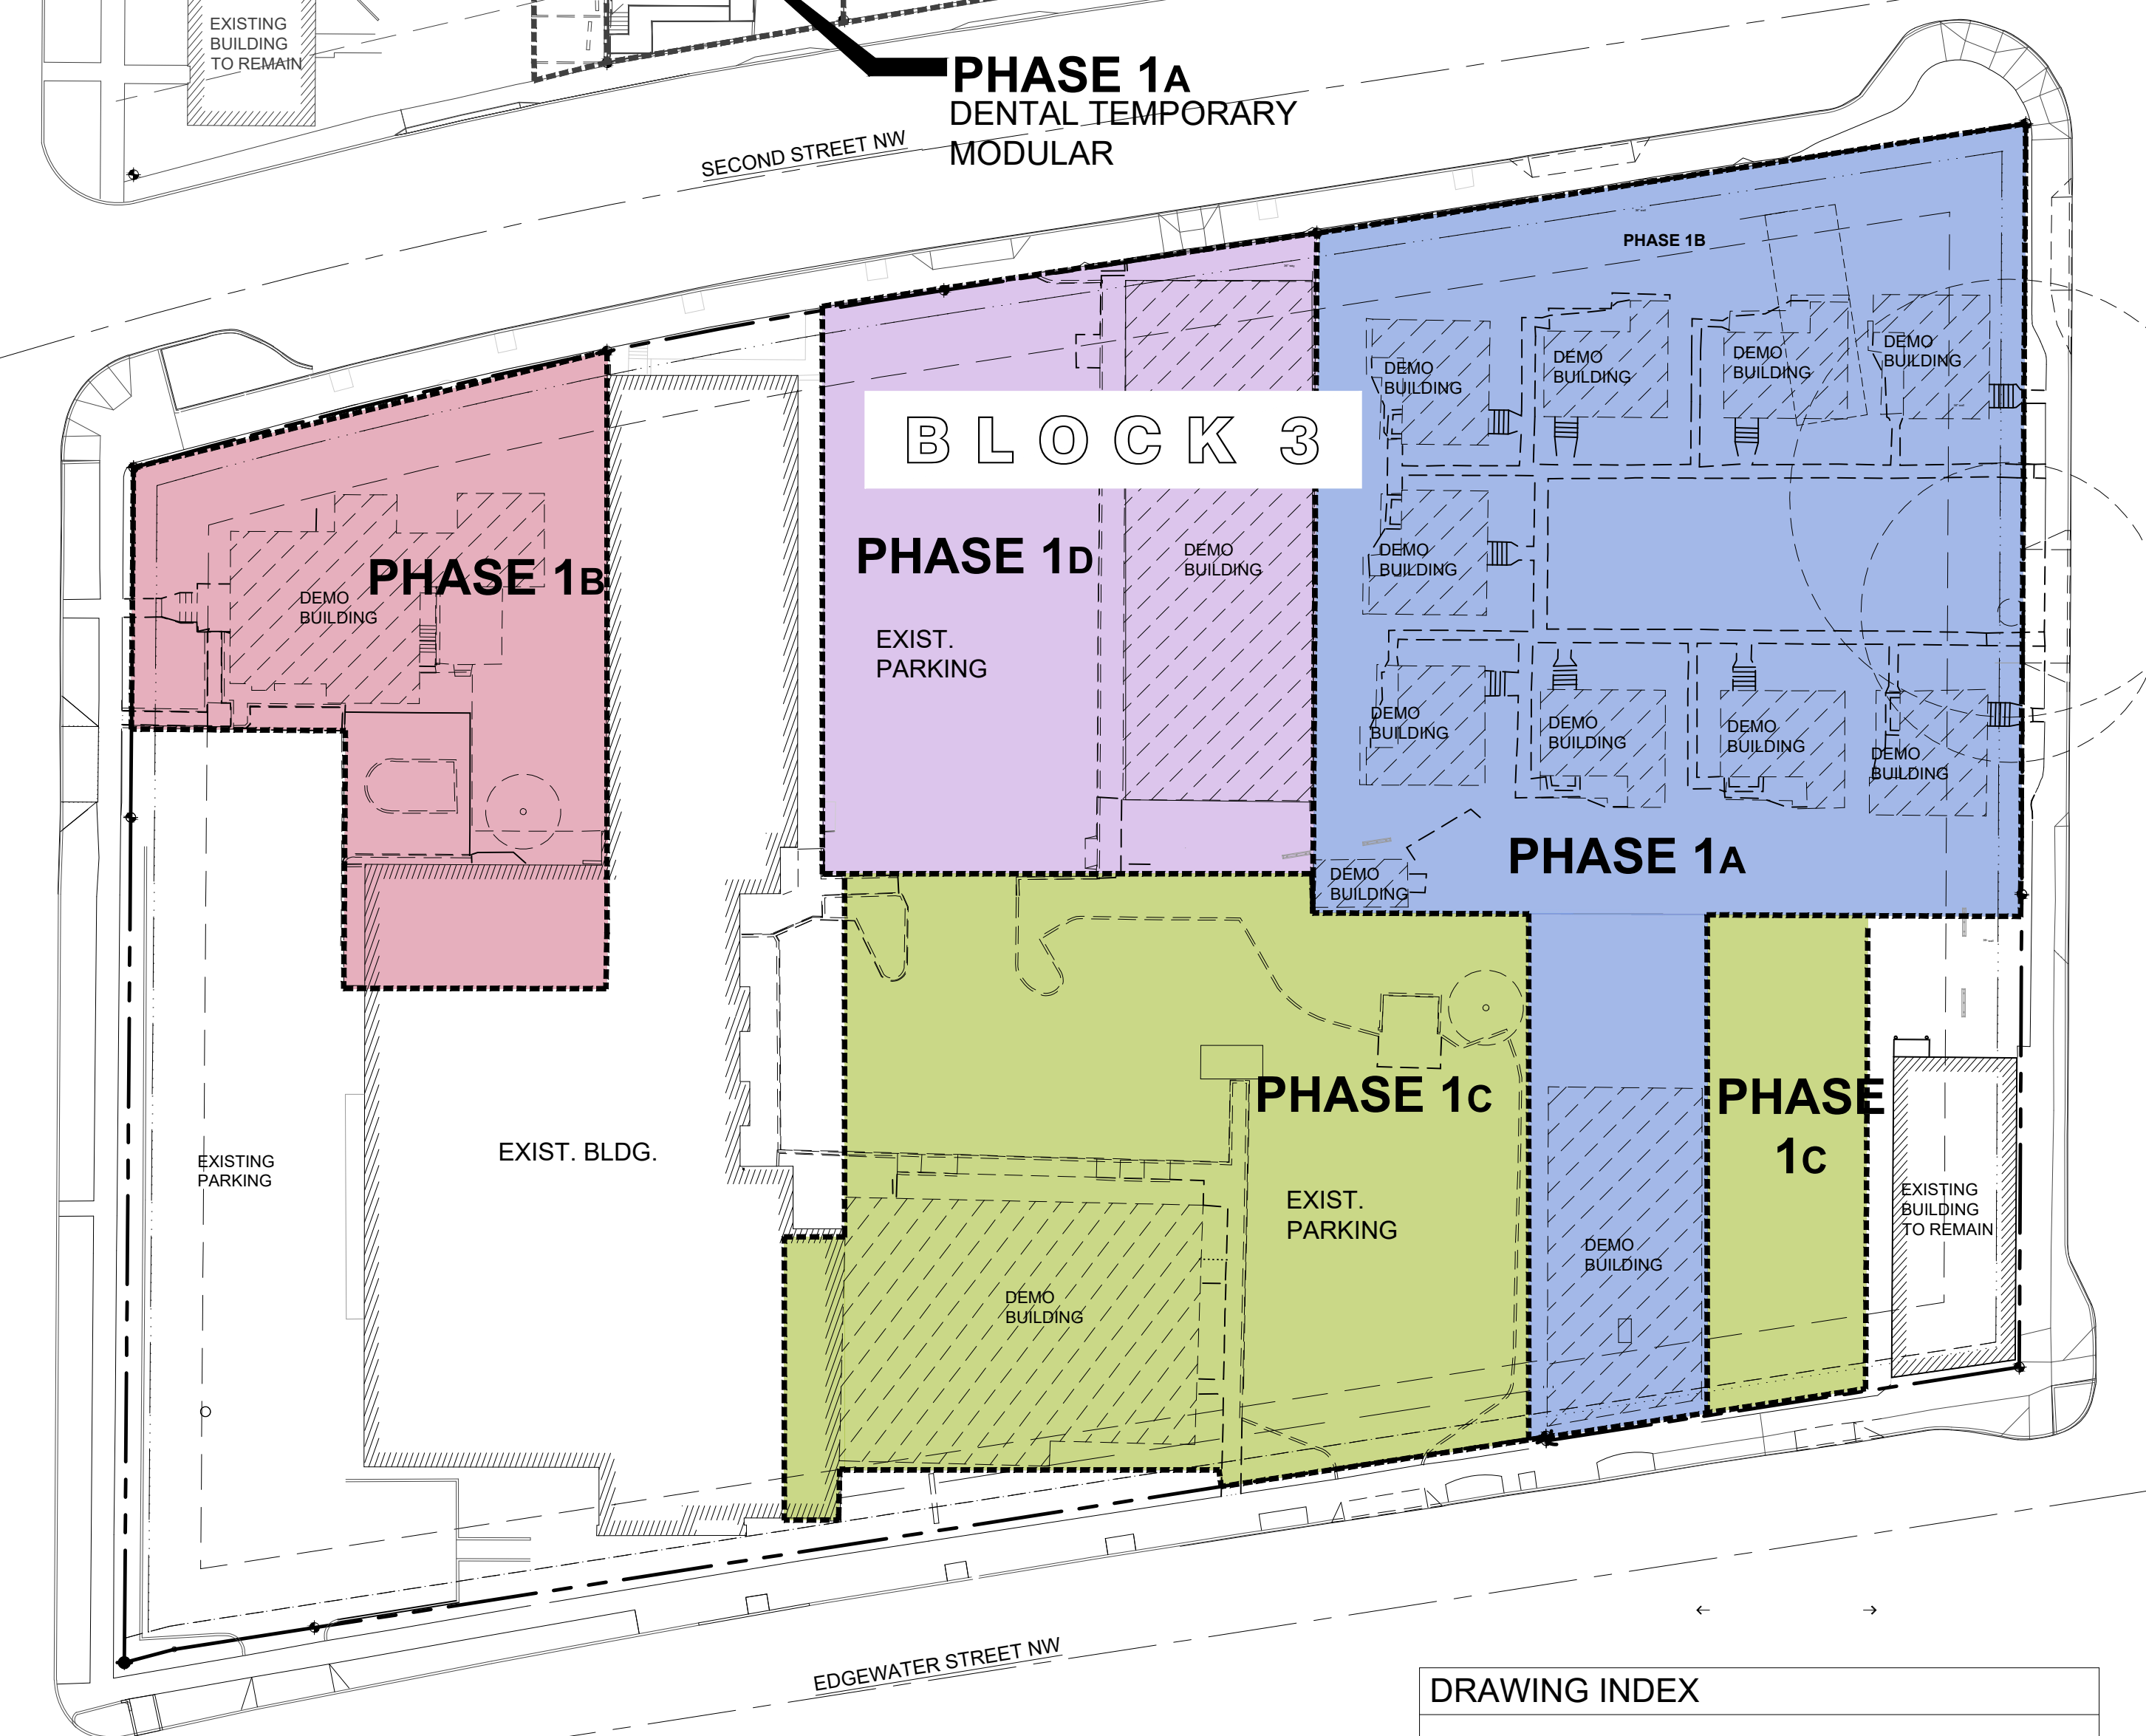 EXISTING
BUILDING
TO REMAIN
PHASE 1A
DENTAL TEMPORARY
MODULAR
SECOND STREET NW
PHASE 1B
DEMO
BUILDING
DEMO
BUILDING
DEMO
BUILDING
DEMO
BUILDING
BLOCK 3
PHASE 1B
DEMO
BUILDING
PHASE 1D
EXIST.
PARKING
DEMO
BUILDING
DEMO
BUILDING
DEMO
BUILDING
DEMO
BUILDING
DEMO
BUILDING
DEMO
BUILDING
PHASE 1A
DEMO
BUILDING
PHASE 1C
PHASE
1C
EXISTING
PARKING
EXIST. BLDG.
EXIST.
PARKING
EXISTING
BUILDING
TO REMAIN
DEMO
BUILDING
DEMO
BUILDING
EDGEWATER STREET NW
DRAWING INDEX